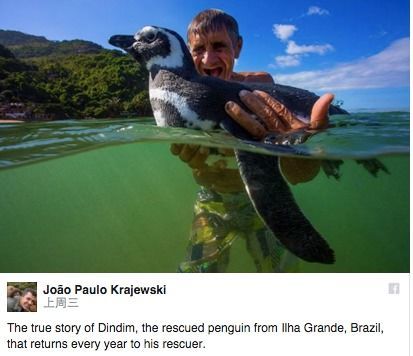 João Paulo Krajewski
上周三
The true story of Dindim, the rescued penguin from Ilha Grande, Brazil,
that returns every year to his rescuer.